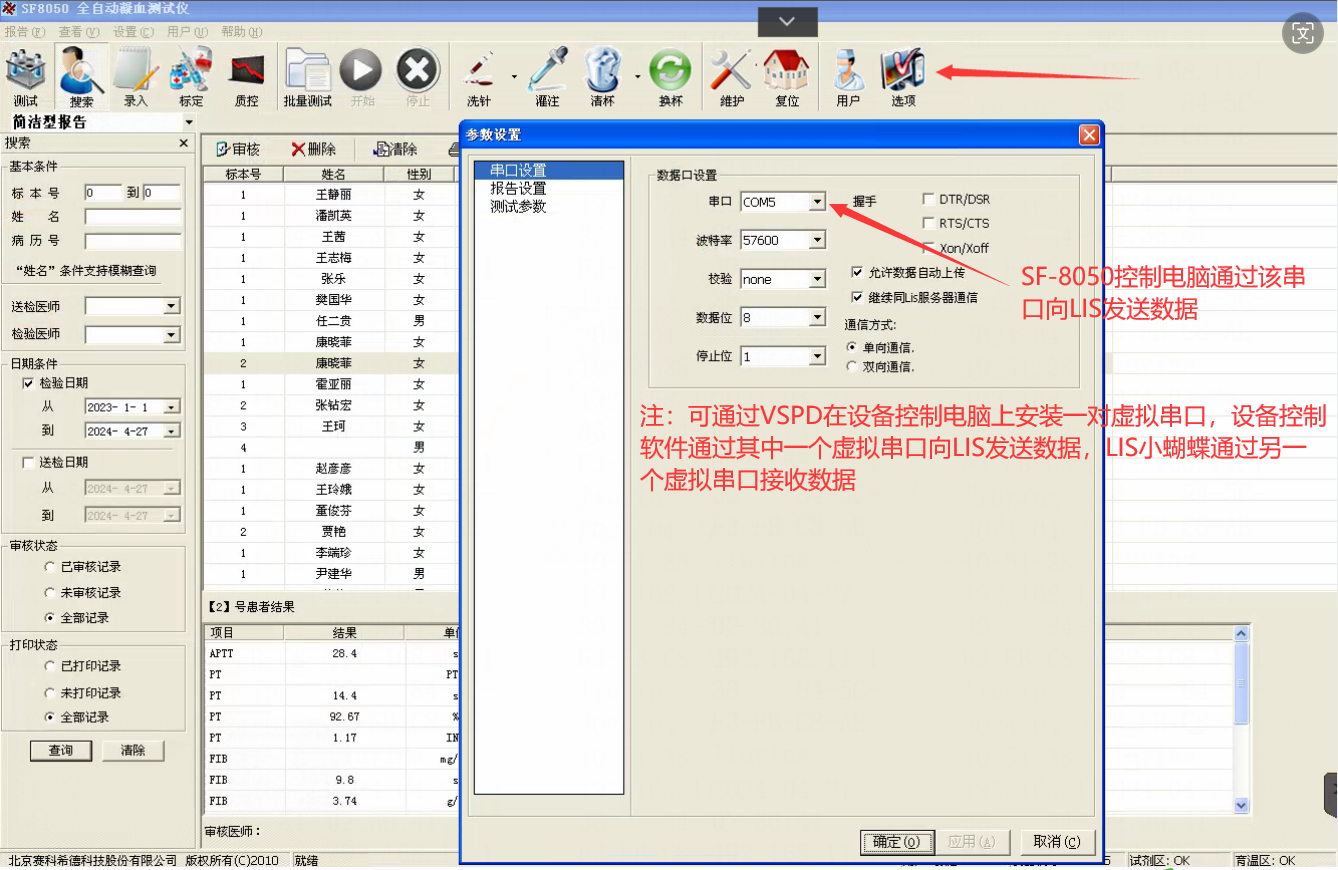 SF8050 全自动凝血测试仪
报告(F) 查看(V) 设置(C) 用户(U) 帮助(H)
测试 搜索 录入 标定 质控 批量测试 开始 停止 洗针 灌注 清杯 换杯 维护 复位 用户 选项
简洁型报告
搜索
基本条件
标 本 号 0 到 0
姓 名
病 历 号
“姓名”条件支持模糊查询
送检医师
检验医师
日期条件
检验日期
从 2023- 1- 1
到 2024- 4-27
送检日期
从 2024- 4-27
到 2024- 4-27
审核状态
已审核记录
未审核记录
全部记录
打印状态
已打印记录
未打印记录
全部记录
查询 清除
审核 删除 清除
标本号 姓名 性别
1 王静丽 女
1 潘凯英 女
1 王茜 女
1 王志梅 女
1 张乐 女
1 樊国华 女
1 任二贵 男
1 康晓菲 女
2 康晓菲 女
1 霍亚丽 女
2 张钻宏 女
3 王珂 女
4 男
1 赵彦彦 女
1 王玲娥 女
1 董俊芬 女
2 贾艳 女
1 李端珍 女
1 尹建华 男
【2】号患者结果
项目 结果 单
APTT 28.4 s
PT PT
PT 14.4 s
PT 92.67 %
PT 1.17 IN
FIB mg/
FIB 9.8 s
FIB 3.74 g/
审核医师：
参数设置
串口设置
报告设置
测试参数
数据口设置
串口 COM5
波特率 57600
校验 none
数据位 8
停止位 1
握手
DTR/DSR
RTS/CTS
Xon/Xoff
允许数据自动上传
继续同Lis服务器通信
通信方式:
单向通信.
双向通信.
SF-8050控制电脑通过该串
口向LIS发送数据
注：可通过VSPD在设备控制电脑上安装一对虚拟串口，设备控制
软件通过其中一个虚拟串口向LIS发送数据，LIS小蝴蝶通过另一
个虚拟串口接收数据
确定(O) 应用(A) 取消(C)
北京赛科希德科技股份有限公司 版权所有(C)2010 就绪 5 试剂区: OK 育温区: OK